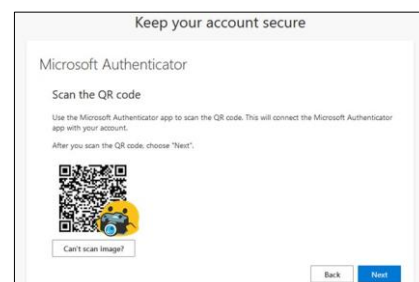 Keep your account secure
Microsoft Authenticator
Scan the QR code
Use the Microsoft Authenticator app to scan the QR code. This will connect the Microsoft Authenticator
app with your account.
After you scan the QR code, choose "Next".
Can't scan image?
Back
Next